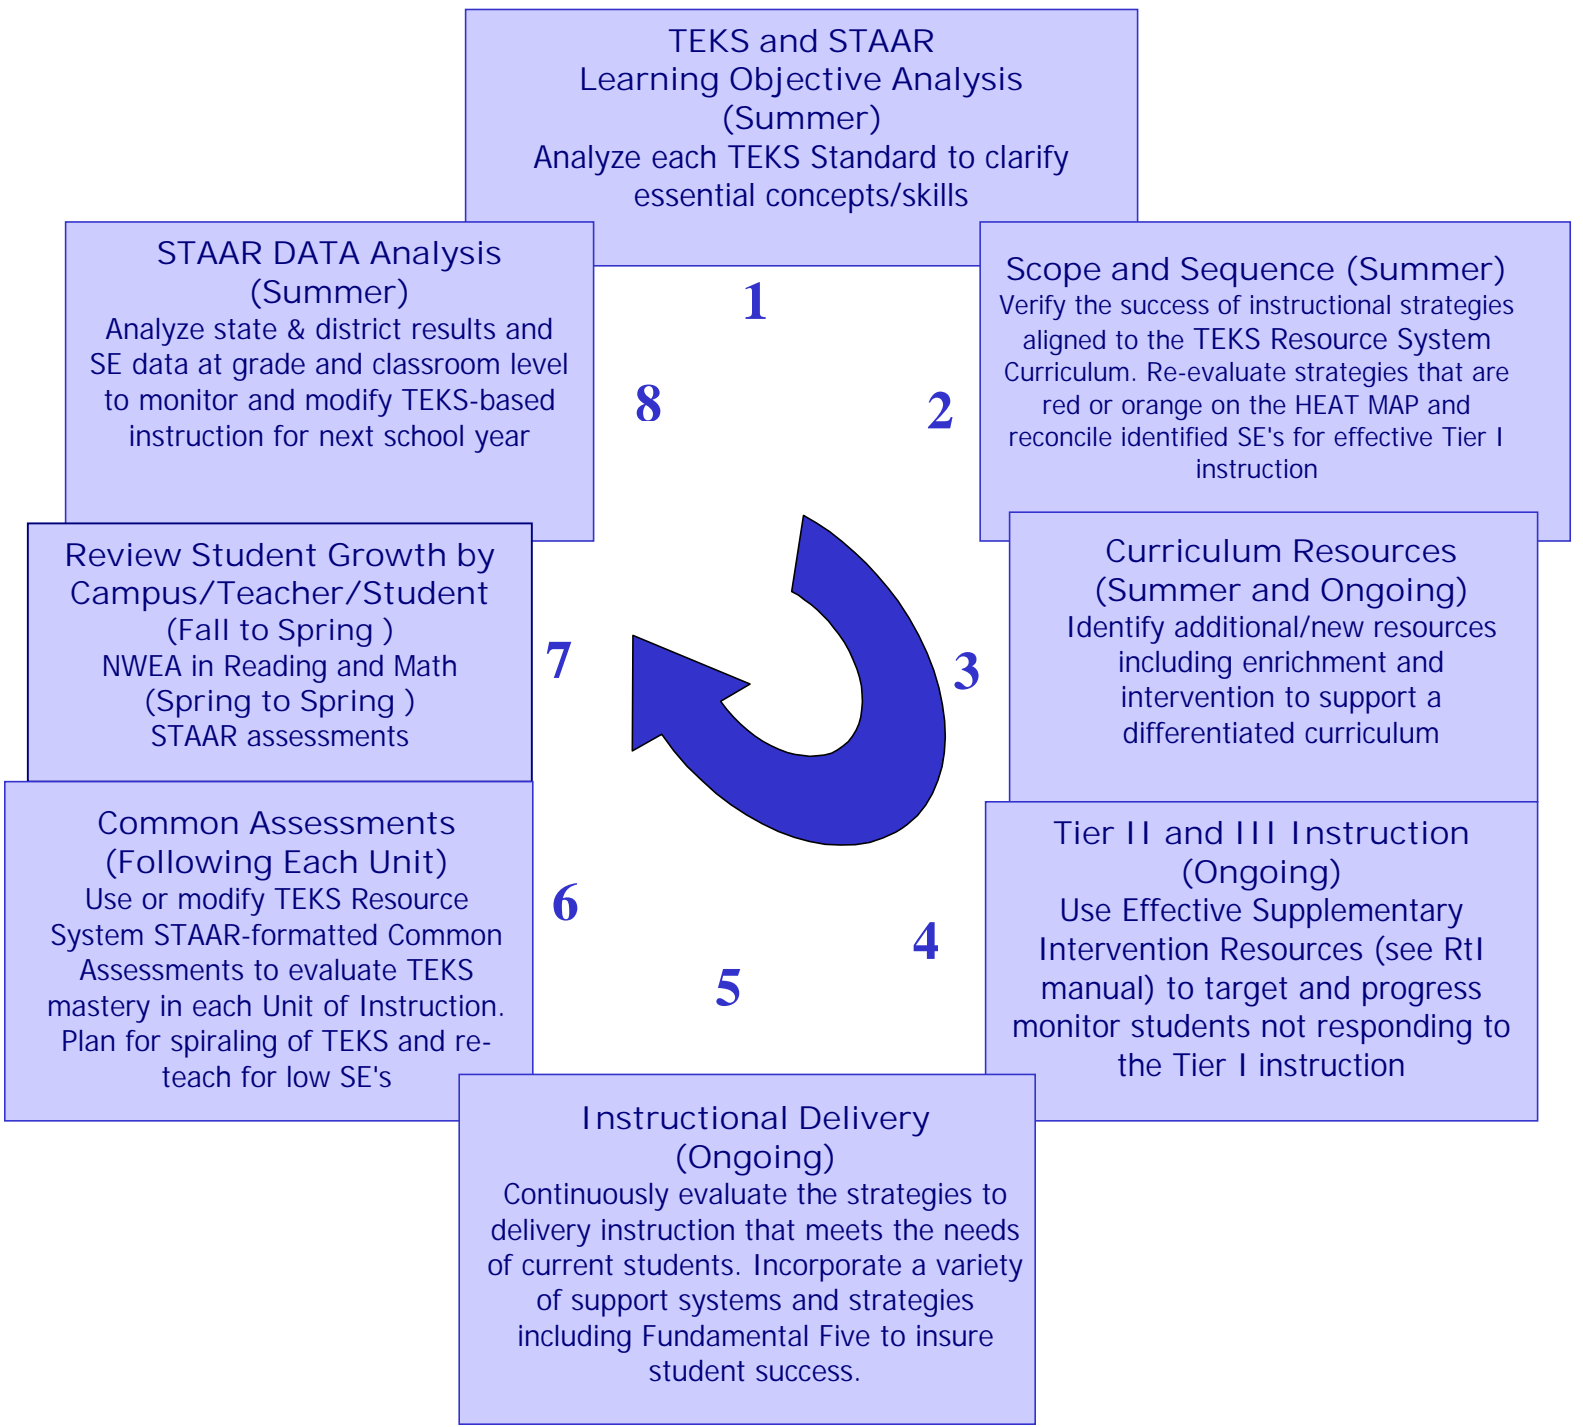 TEKS and STAAR
Learning Objective Analysis
(Summer)
Analyze each TEKS Standard to clarify
essential concepts/skills
1
Scope and Sequence (Summer)
Verify the success of instructional strategies
aligned to the TEKS Resource System
Curriculum. Re-evaluate strategies that are
red or orange on the HEAT MAP and
reconcile identified SE's for effective Tier I
instruction
2
Curriculum Resources
(Summer and Ongoing)
Identify additional/new resources
including enrichment and
intervention to support a
differentiated curriculum
3
Tier II and III Instruction
(Ongoing)
Use Effective Supplementary
Intervention Resources (see RtI
manual) to target and progress
monitor students not responding to
the Tier I instruction
4
Instructional Delivery
(Ongoing)
Continuously evaluate the strategies to
delivery instruction that meets the needs
of current students. Incorporate a variety
of support systems and strategies
including Fundamental Five to insure
student success.
5
Common Assessments
(Following Each Unit)
Use or modify TEKS Resource
System STAAR-formatted Common
Assessments to evaluate TEKS
mastery in each Unit of Instruction.
Plan for spiraling of TEKS and re-
teach for low SE's
6
Review Student Growth by
Campus/Teacher/Student
(Fall to Spring )
NWEA in Reading and Math
(Spring to Spring )
STAAR assessments
7
STAAR DATA Analysis
(Summer)
Analyze state & district results and
SE data at grade and classroom level
to monitor and modify TEKS-based
instruction for next school year
8